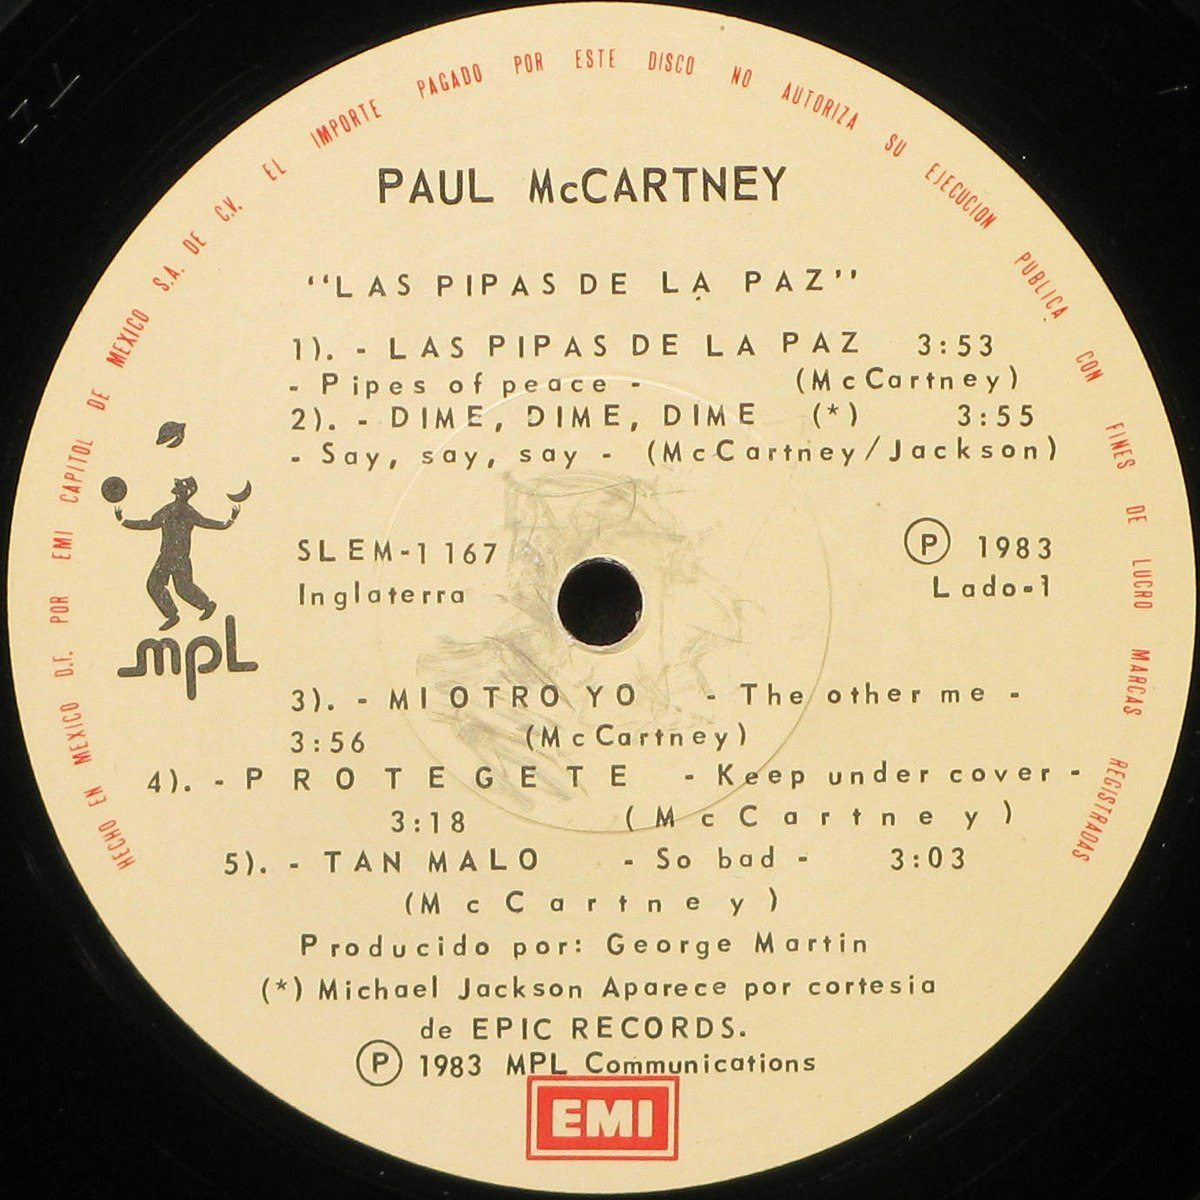 HECHO EN MEXICO D.F. POR EMI CAPITOL DE MEXICO S.A. DE C.V. EL IMPORTE PAGADO POR ESTE DISCO NO AUTORIZA SU EJECUCION PUBLICA CON FINES DE LUCRO MARCAS REGISTRADAS
PAUL McCARTNEY
"LAS PIPAS DE LA PAZ"
1). - LAS PIPAS DE LA PAZ 3:53
- Pipes of peace - (McCartney)
2). - DIME, DIME, DIME (*) 3:55
- Say, say, say - (McCartney/Jackson)
SLEM-1167 Ⓟ 1983
Inglaterra Lado-1
mpL
3). - MI OTRO YO - The other me -
3:56 (McCartney)
4). - PROTEGETE - Keep under cover -
3:18 (McCartney)
5). - TAN MALO - So bad - 3:03
(McCartney)
Producido por: George Martin
(*) Michael Jackson Aparece por cortesia
de EPIC RECORDS.
Ⓟ 1983 MPL Communications
EMI